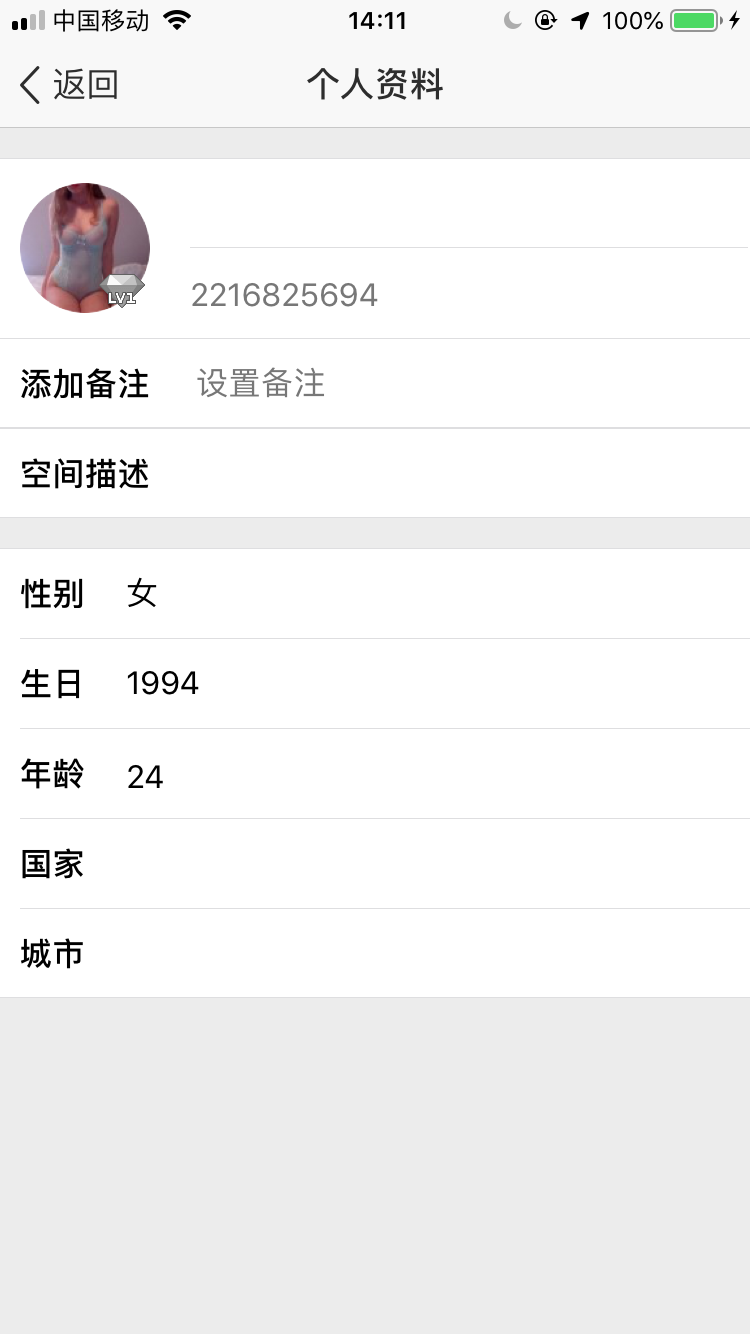 中国移动 14:11 100%
返回 个人资料
LV1
2216825694
添加备注 设置备注
空间描述
性别 女
生日 1994
年龄 24
国家
城市